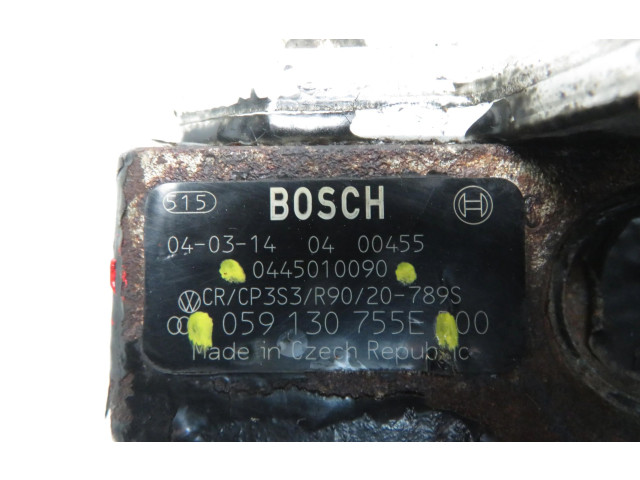 515 BOSCH
04-03-14 04 00455
0445010090
CR/CP3S3/R90/20-789S
059 130 755E 00
Made in Czech Republic